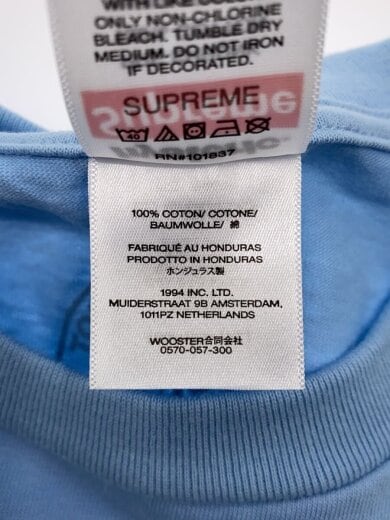 WITH LIKE COLORS
ONLY NON-CHLORINE
BLEACH. TUMBLE DRY
MEDIUM. DO NOT IRON
IF DECORATED.
SUPREME
Supreme
40
RN#101837
100% COTON/ COTONE/
BAUMWOLLE/ 綿
FABRIQUÉ AU HONDURAS
PRODOTTO IN HONDURAS
ホンジュラス製
1994 INC. LTD.
MUIDERSTRAAT 9B AMSTERDAM,
1011PZ NETHERLANDS
WOOSTER合同会社
0570-057-300